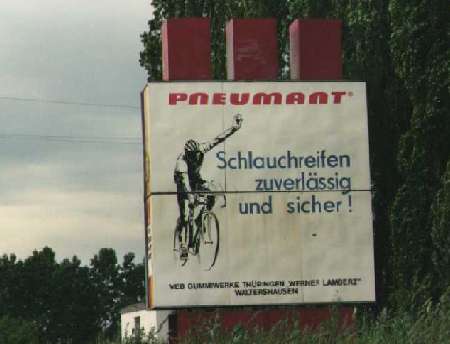 PNEUMANT®
Schlauchreifen
zuverlässig
und sicher!
VEB GUMMIWERKE THÜRINGEN „WERNER LAMBERZ"
WALTERSHAUSEN